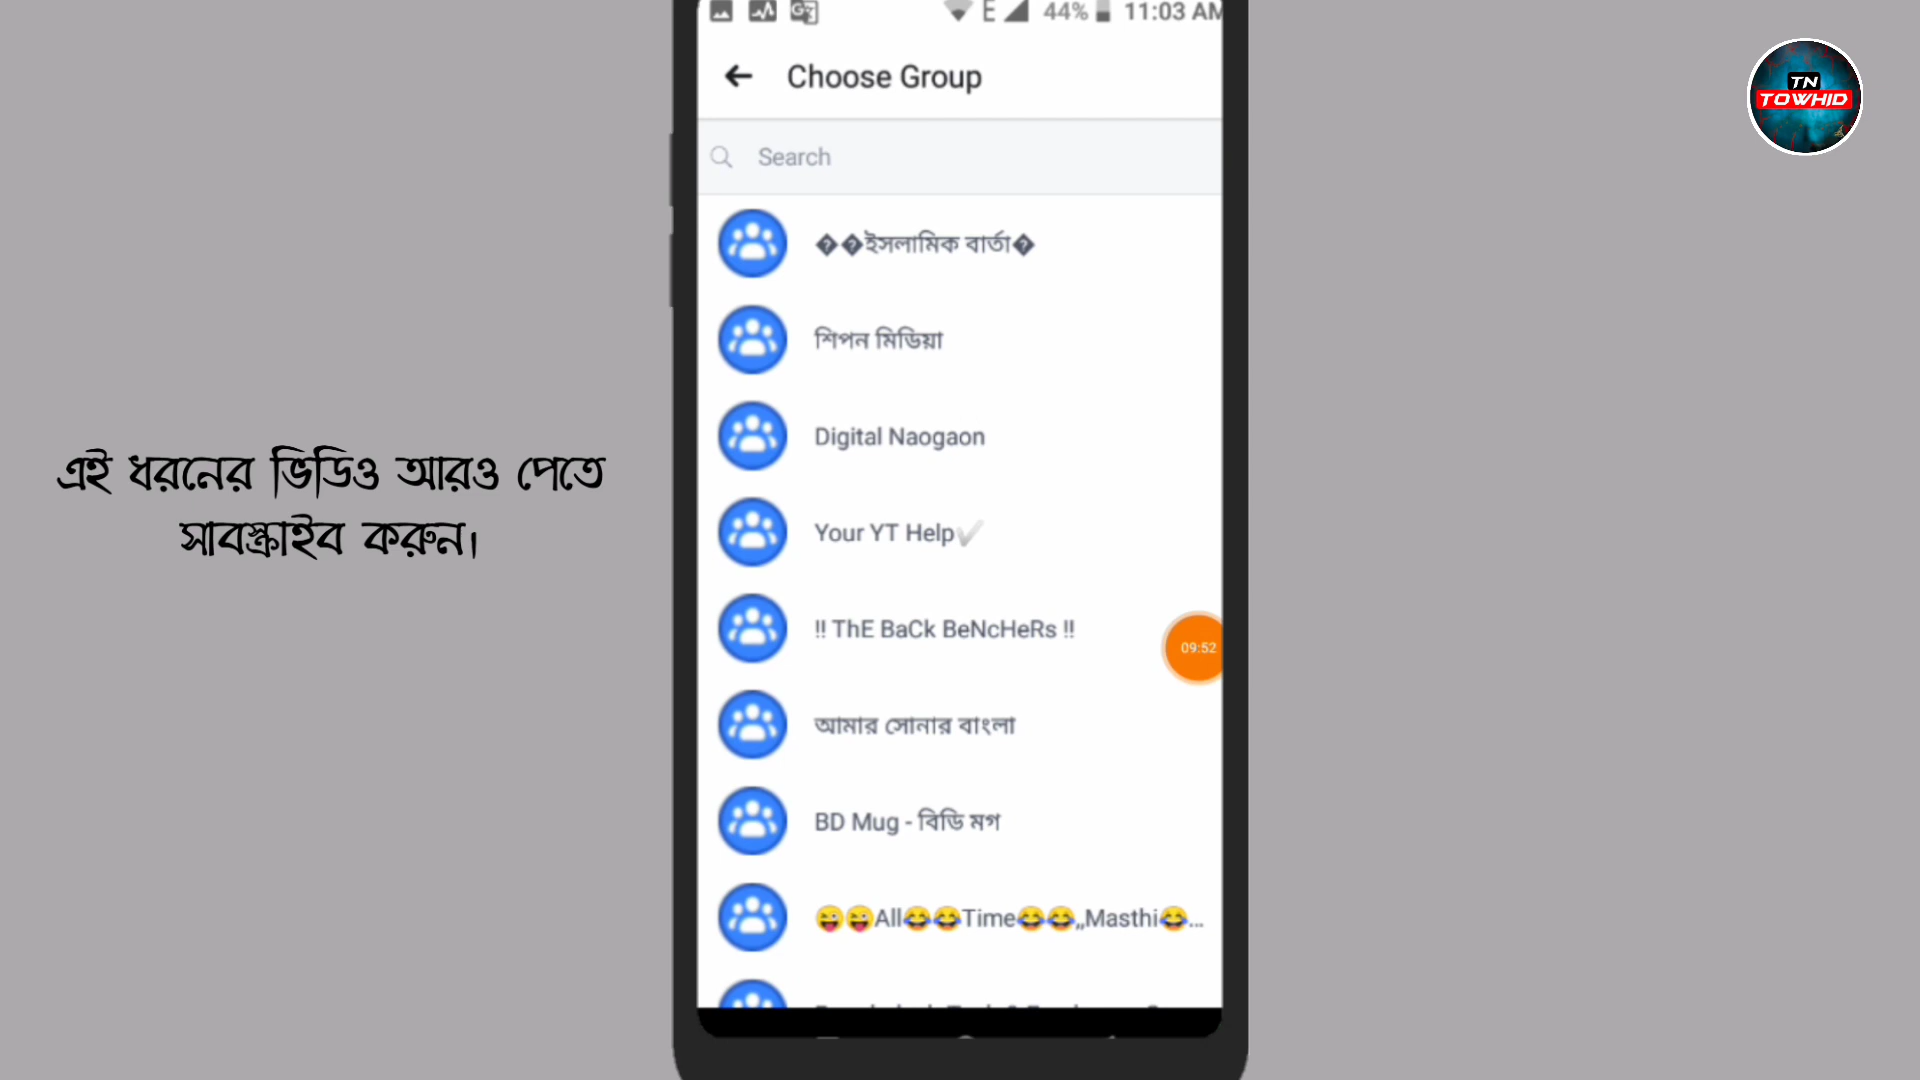 E 44% 11:03 AM
Choose Group
TN
TOWHID
Search
��ইসলামিক বার্তা�
শিপন মিডিয়া
Digital Naogaon
এই ধরনের ভিডিও আরও পেতে
সাবস্ক্রাইব করুন।
Your YT Help✔
!! ThE BaCk BeNcHeRs !!
09:52
আমার সোনার বাংলা
BD Mug - বিডি মগ
😜😜All😂😂Time😂😂,,Masthi😂...